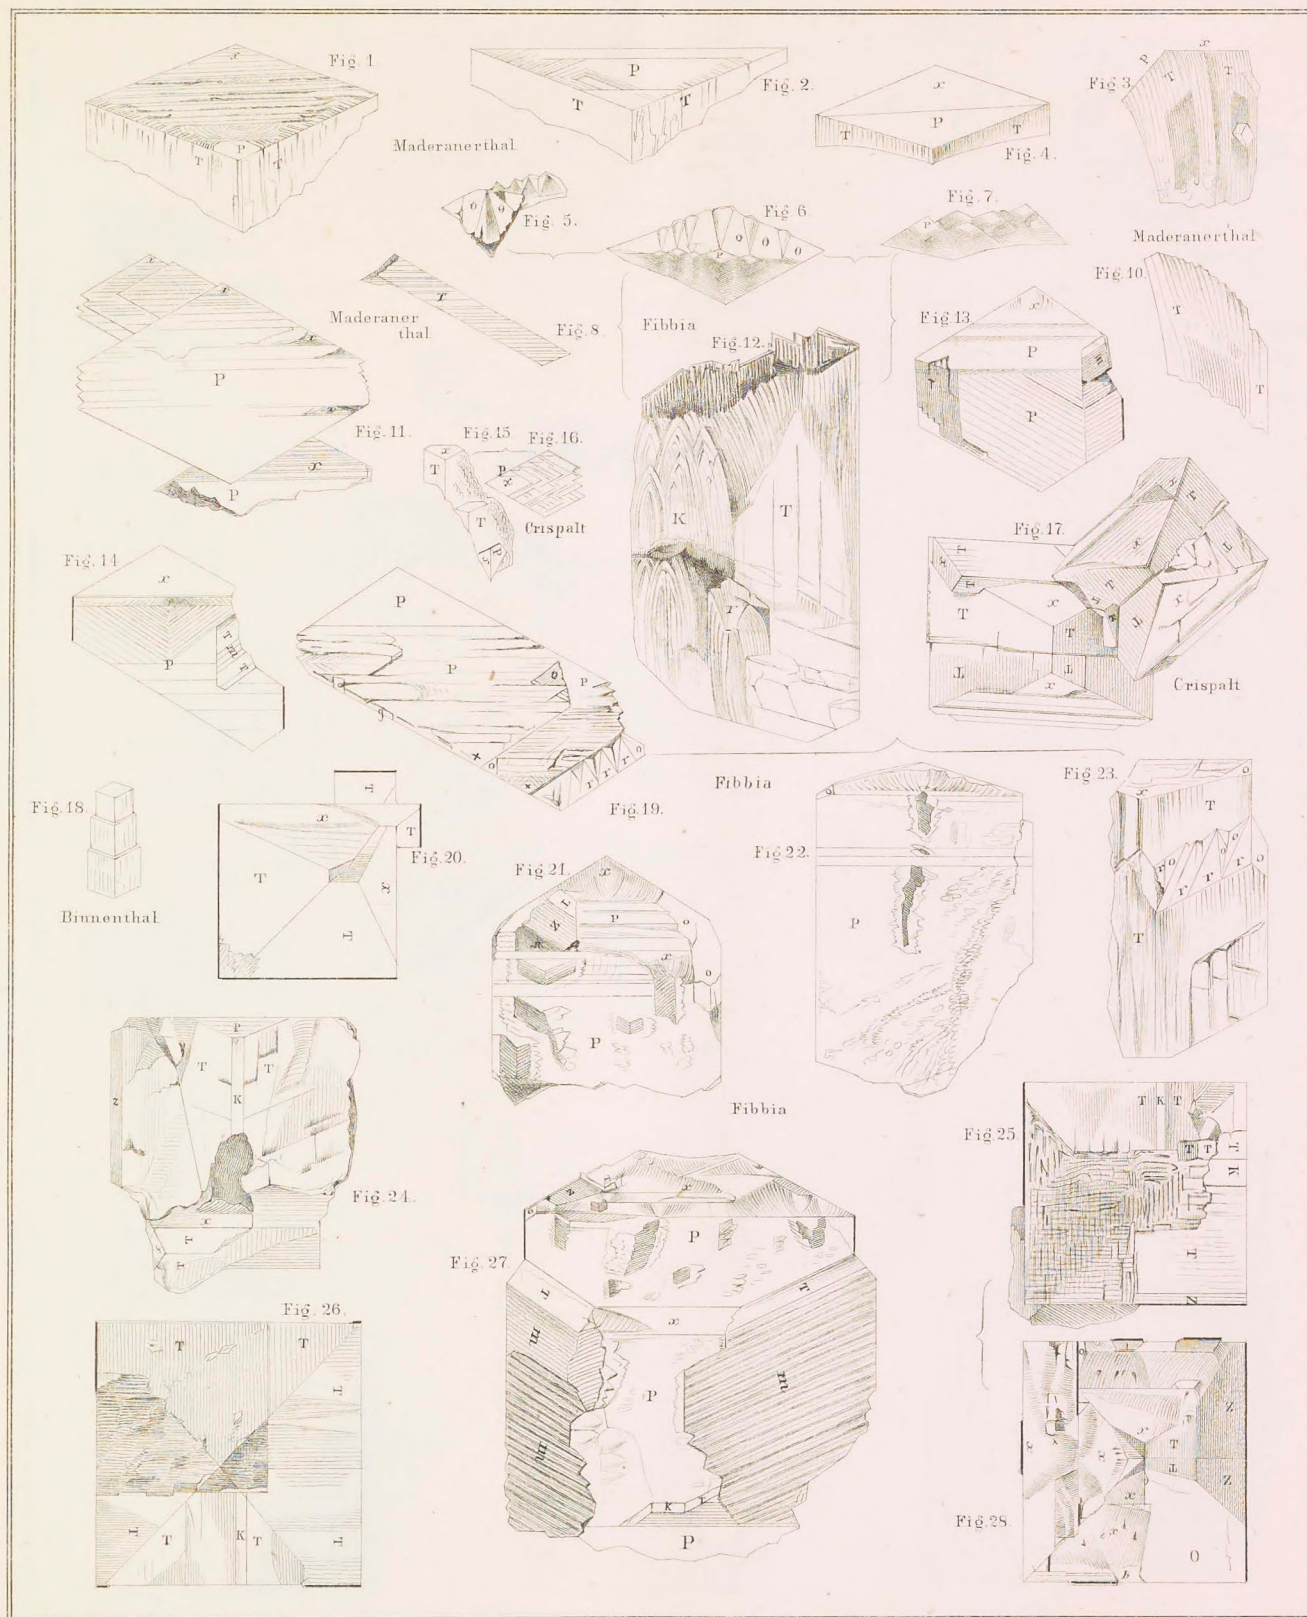 x
Fig. 1.
P
T
T
P
T
T
Fig. 2.
x
P
T
T
Fig. 4.
x
P
T
T
Fig. 3.
Maderanerthal
Maderanerthal
o
o
Fig. 5.
Fig. 6.
P
o
o
o
Fig. 7.
P
x
x
x
P
Fig. 11.
x
P
Maderaner
thal
x
Fig. 8.
Fibbia
Fig. 12.
K
T
r
Fig. 13.
x
P
P
Fig. 10.
T
T
Fig. 15.
x
T
T
P
Fig. 16.
P
x
Crispalt
Fig. 17.
T
T
x
T
T
T
x
Crispalt
Fig. 14
x
P
T
m
T
P
P
o
P
g
x
o
x
r
r
r
o
Fig. 19.
Fibbia
Fig. 18.
Binnenthal
T
x
T
T
x
T
Fig. 20.
Fig. 21.
x
T
z
P
o
x
o
P
Fig. 22.
o
P
Fig. 23.
x
o
T
r
o
r
r
o
o
r
o
T
Fibbia
P
T
T
z
K
x
T
T
Fig. 24.
Fig. 25.
T
K
T
T
T
T
K
T
Z
Fig. 26.
T
T
T
T
T
K
T
T
Fig. 27.
z
x
o
P
T
T
m
x
m
P
m
K
r
P
Fig. 28.
o
x
x
x
T
T
Z
Z
x
x
O